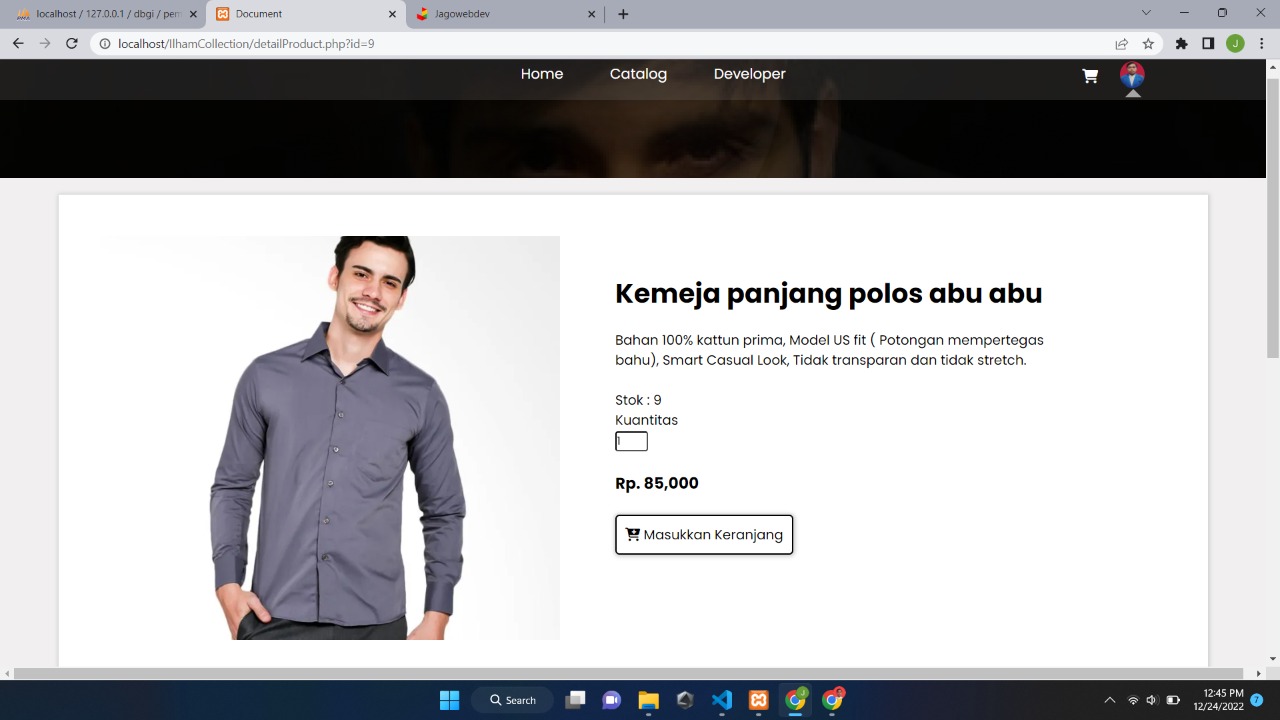 localhost / 127.0.0.1 / dbgi / pem
Document
Jagowebdev
localhost/IlhamCollection/detailProduct.php?id=9
J
Home
Catalog
Developer
Kemeja panjang polos abu abu
Bahan 100% kattun prima, Model US fit ( Potongan mempertegas
bahu), Smart Casual Look, Tidak transparan dan tidak stretch.
Stok : 9
Kuantitas
1
Rp. 85,000
Masukkan Keranjang
Search
12:45 PM
12/24/2022
7